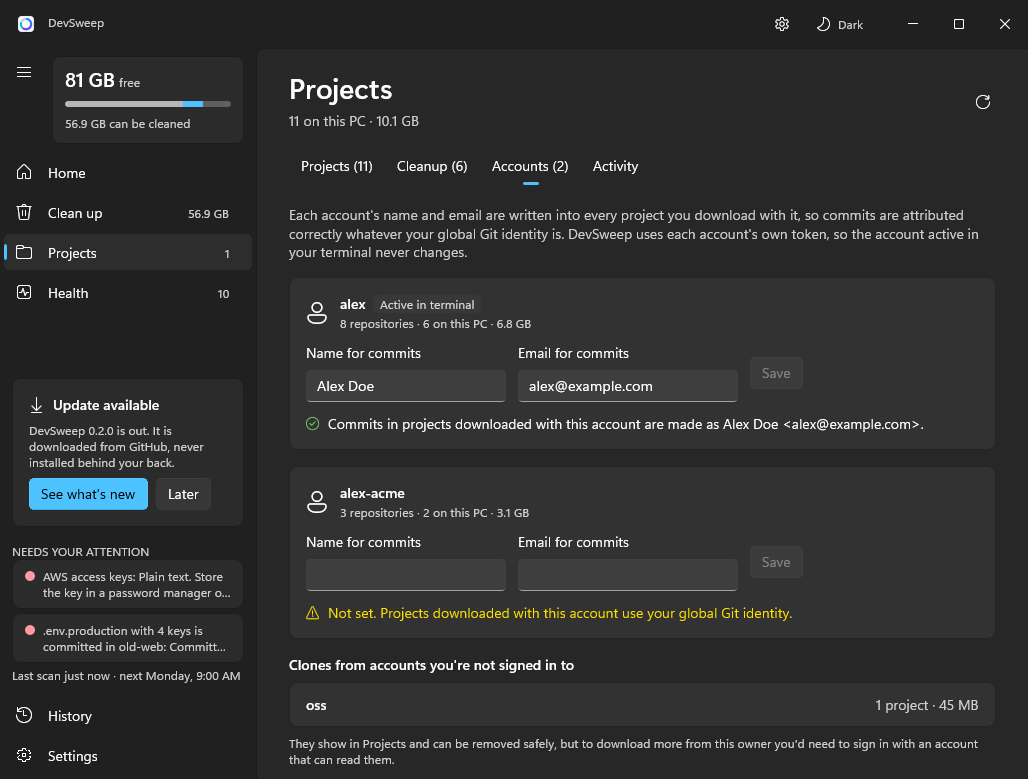 DevSweep
Dark
81 GB free
56.9 GB can be cleaned
Home
Clean up 56.9 GB
Projects 1
Health 10
Update available
DevSweep 0.2.0 is out. It is
downloaded from GitHub, never
installed behind your back.
See what's new
Later
NEEDS YOUR ATTENTION
AWS access keys: Plain text. Store
the key in a password manager o...
.env.production with 4 keys is
committed in old-web: Committ...
Last scan just now · next Monday, 9:00 AM
History
Settings
Projects
11 on this PC · 10.1 GB
Projects (11) Cleanup (6) Accounts (2) Activity
Each account's name and email are written into every project you download with it, so commits are attributed
correctly whatever your global Git identity is. DevSweep uses each account's own token, so the account active in
your terminal never changes.
alex Active in terminal
8 repositories · 6 on this PC · 6.8 GB
Name for commits Email for commits
Alex Doe alex@example.com Save
Commits in projects downloaded with this account are made as Alex Doe <alex@example.com>.
alex-acme
3 repositories · 2 on this PC · 3.1 GB
Name for commits Email for commits
Save
Not set. Projects downloaded with this account use your global Git identity.
Clones from accounts you're not signed in to
oss 1 project · 45 MB
They show in Projects and can be removed safely, but to download more from this owner you'd need to sign in with an account
that can read them.